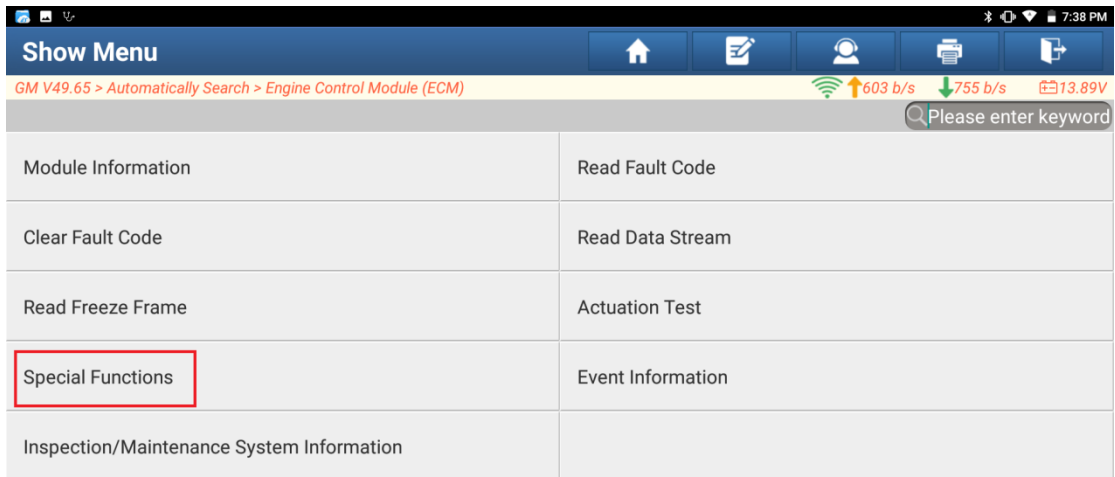 7:38 PM
Show Menu
GM V49.65 > Automatically Search > Engine Control Module (ECM)
603 b/s
755 b/s
13.89V
Please enter keyword
Module Information
Read Fault Code
Clear Fault Code
Read Data Stream
Read Freeze Frame
Actuation Test
Special Functions
Event Information
Inspection/Maintenance System Information